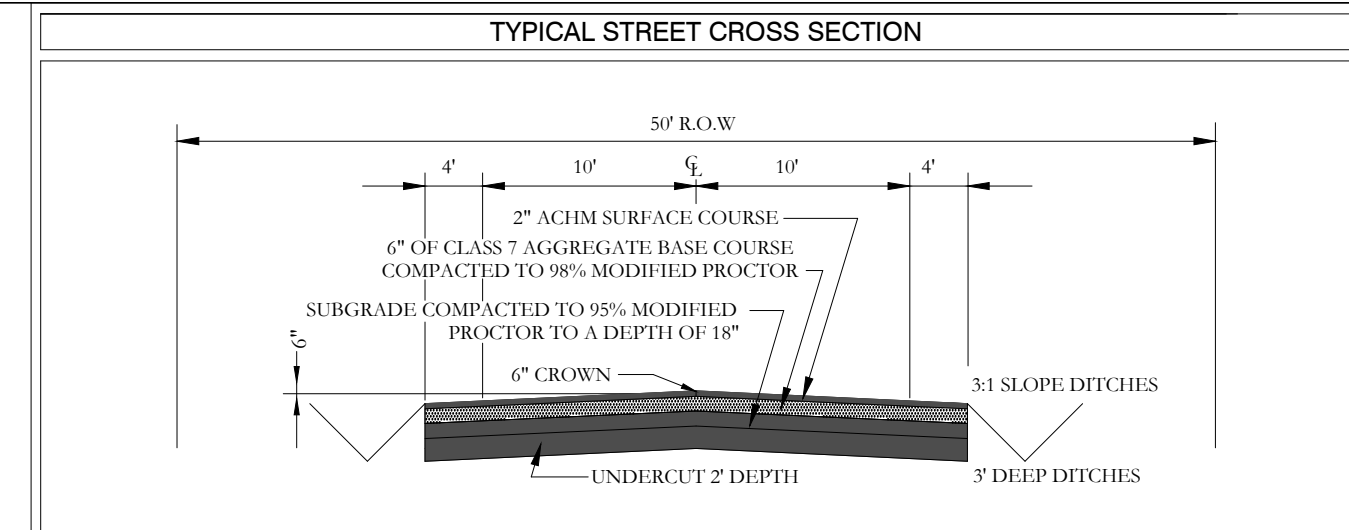 TYPICAL STREET CROSS SECTION
50' R.O.W
4'
10'
℄
10'
4'
2" ACHM SURFACE COURSE
6" OF CLASS 7 AGGREGATE BASE COURSE
COMPACTED TO 98% MODIFIED PROCTOR
SUBGRADE COMPACTED TO 95% MODIFIED
PROCTOR TO A DEPTH OF 18"
6"
6" CROWN
3:1 SLOPE DITCHES
UNDERCUT 2' DEPTH
3' DEEP DITCHES